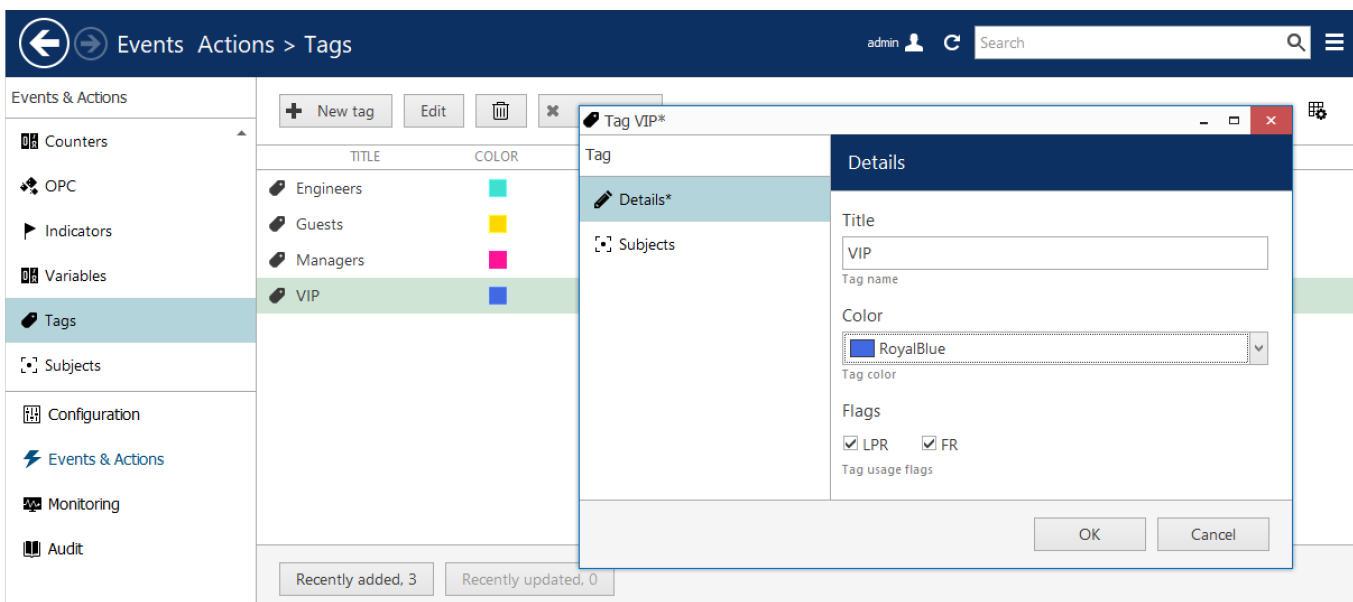 Events  Actions > Tags
admin
Search
Events & Actions
Counters
OPC
Indicators
Variables
Tags
Subjects
Configuration
Events & Actions
Monitoring
Audit
New tag
Edit
TITLE COLOR
Engineers
Guests
Managers
VIP
Recently added, 3
Recently updated, 0
Tag VIP*
Tag
Details*
Subjects
Details
Title
VIP
Tag name
Color
RoyalBlue
Tag color
Flags
LPR FR
Tag usage flags
OK Cancel